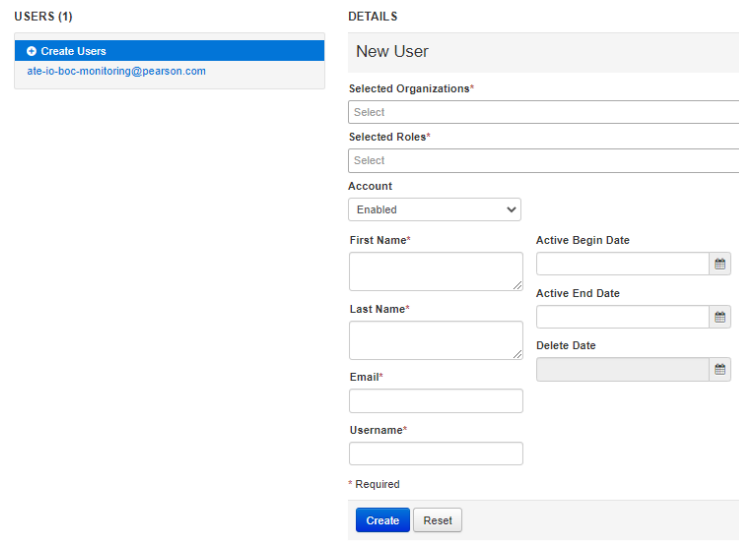 USERS (1)
Create Users
ate-io-boc-monitoring@pearson.com
DETAILS
New User
Selected Organizations*
Select
Selected Roles*
Select
Account
Enabled
First Name*
Last Name*
Email*
Username*
Active Begin Date
Active End Date
Delete Date
* Required
Create
Reset